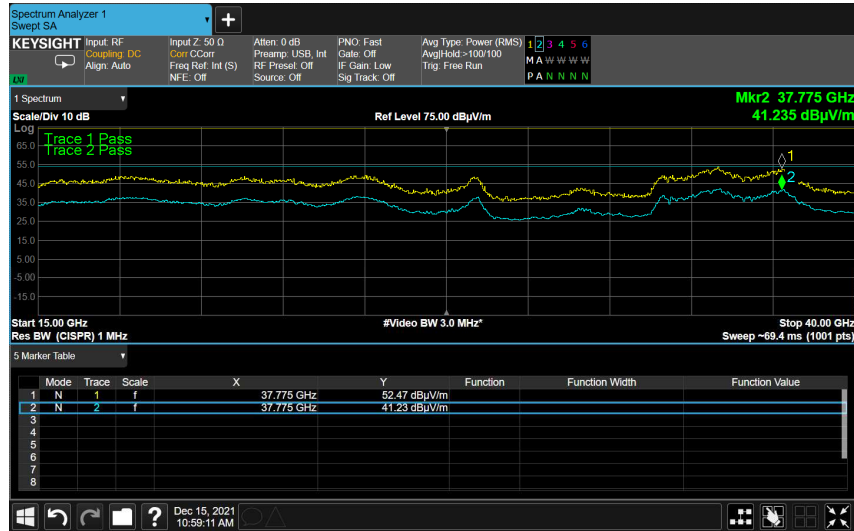 Spectrum Analyzer 1
Swept SA
KEYSIGHT Input: RF Input Z: 50 Ω Atten: 0 dB PNO: Fast Avg Type: Power (RMS) 1 2 3 4 5 6
Coupling: DC Corr CCorr Preamp: USB, Int Gate: Off Avg|Hold:>100/100
Align: Auto Freq Ref: Int (S) RF Presel: Off IF Gain: Low Trig: Free Run M A W W W W
LXI NFE: Off Source: Off Sig Track: Off P A N N N N
1 Spectrum Mkr2 37.775 GHz
Scale/Div 10 dB Ref Level 75.00 dBµV/m 41.235 dBµV/m
Log
Trace 1 Pass
Trace 2 Pass
65.0
55.0
45.0
35.0
25.0
15.0
5.00
-5.00
-15.0
1
2
Start 15.00 GHz #Video BW 3.0 MHz* Stop 40.00 GHz
Res BW (CISPR) 1 MHz Sweep ~69.4 ms (1001 pts)
5 Marker Table
Mode Trace Scale X Y Function Function Width Function Value
1 N 1 f 37.775 GHz 52.47 dBµV/m
2 N 2 f 37.775 GHz 41.23 dBµV/m
3
4
5
6
7
8
? Dec 15, 2021
10:59:11 AM